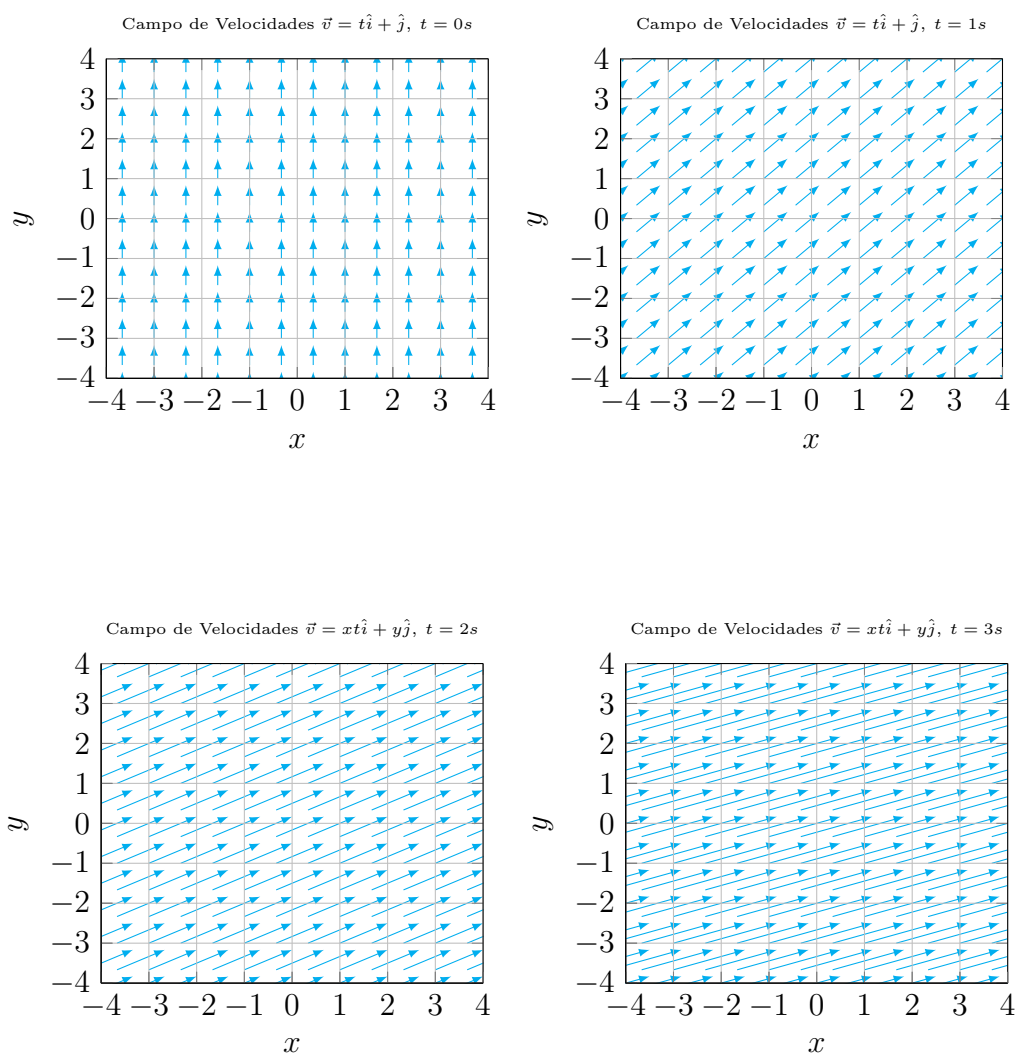 Campo de Velocidades $\vec{v} = t\hat{i} + \hat{j},\ t = 0s$
4
3
2
1
0
−1
−2
−3
−4
y
−4 −3 −2 −1 0 1 2 3 4
x
Campo de Velocidades $\vec{v} = t\hat{i} + \hat{j},\ t = 1s$
4
3
2
1
0
−1
−2
−3
−4
y
−4 −3 −2 −1 0 1 2 3 4
x
Campo de Velocidades $\vec{v} = xt\hat{i} + y\hat{j},\ t = 2s$
4
3
2
1
0
−1
−2
−3
−4
y
−4 −3 −2 −1 0 1 2 3 4
x
Campo de Velocidades $\vec{v} = xt\hat{i} + y\hat{j},\ t = 3s$
4
3
2
1
0
−1
−2
−3
−4
y
−4 −3 −2 −1 0 1 2 3 4
x